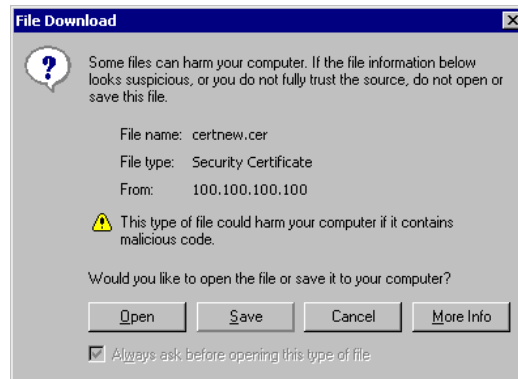 File Download
Some files can harm your computer. If the file information below
looks suspicious, or you do not fully trust the source, do not open or
save this file.
File name: certnew.cer
File type: Security Certificate
From: 100.100.100.100
This type of file could harm your computer if it contains
malicious code.
Would you like to open the file or save it to your computer?
Open Save Cancel More Info
Always ask before opening this type of file